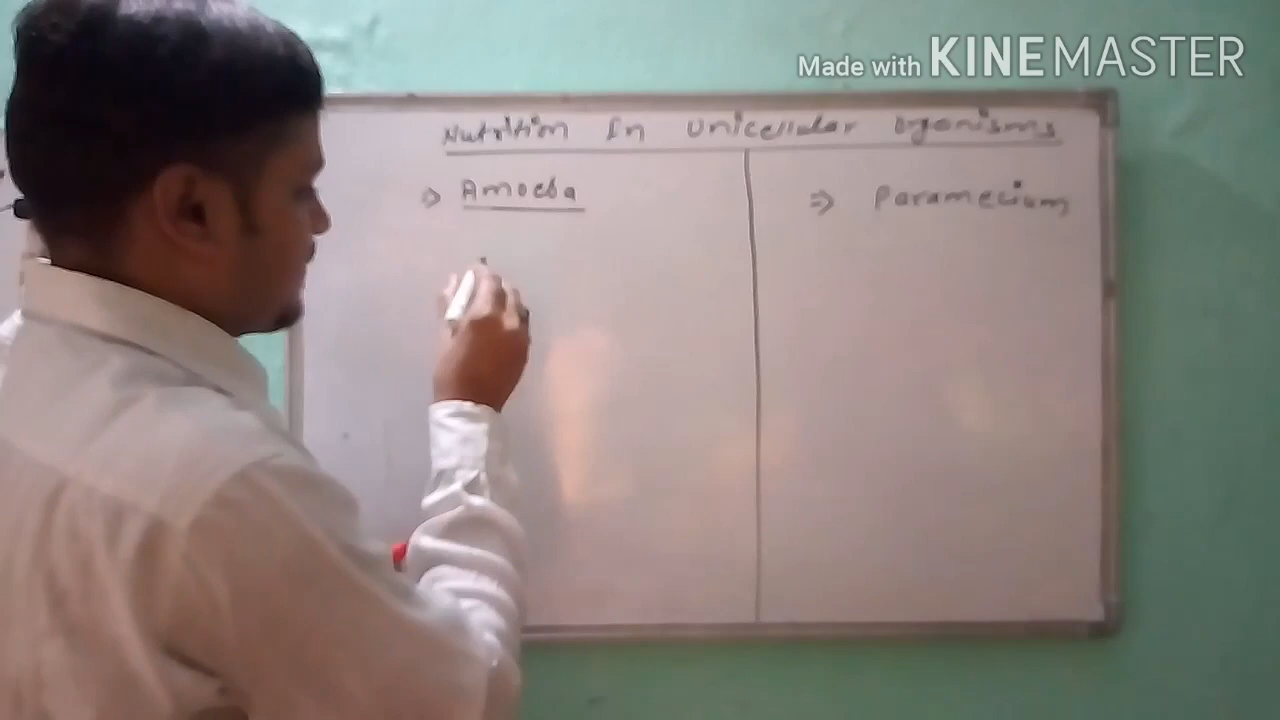 Made with KINEMASTER
Nutrition In Unicellular Organisms
⇒ Amoeba
⇒ Paramecium